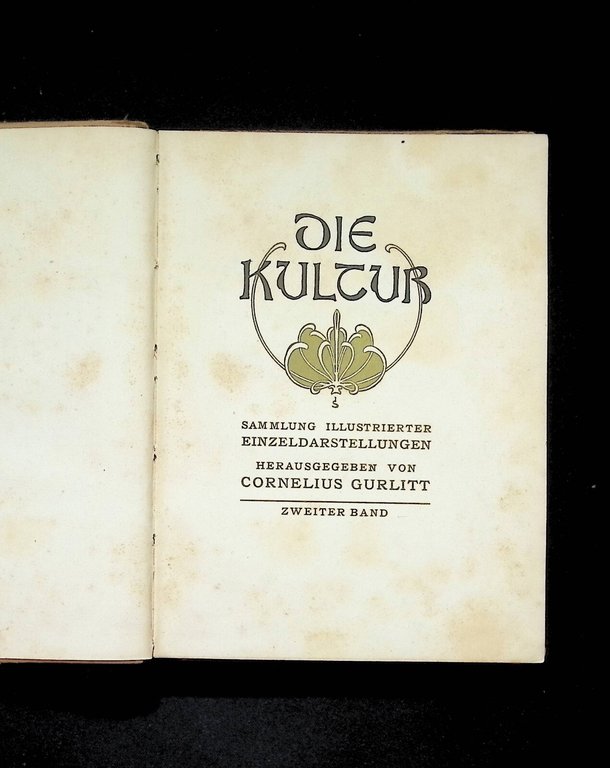 DIE
KULTUR
SAMMLUNG ILLUSTRIERTER
EINZELDARSTELLUNGEN
HERAUSGEGEBEN VON
CORNELIUS GURLITT
ZWEITER BAND